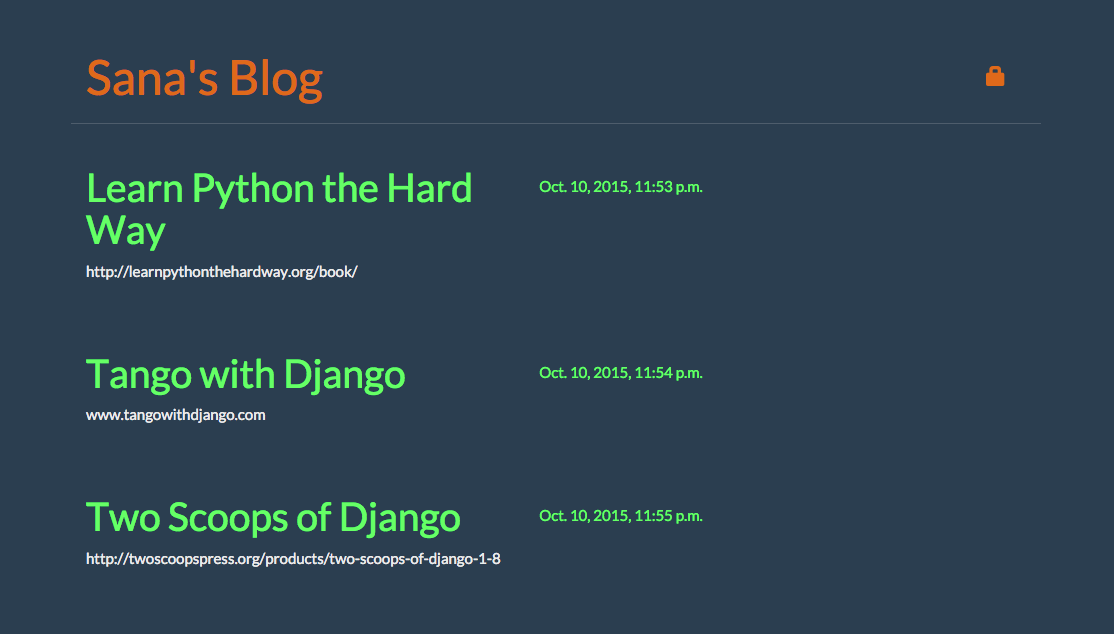 Sana's Blog
Learn Python the Hard
Way
Oct. 10, 2015, 11:53 p.m.
http://learnpythonthehardway.org/book/
Tango with Django
Oct. 10, 2015, 11:54 p.m.
www.tangowithdjango.com
Two Scoops of Django
Oct. 10, 2015, 11:55 p.m.
http://twoscoopspress.org/products/two-scoops-of-django-1-8